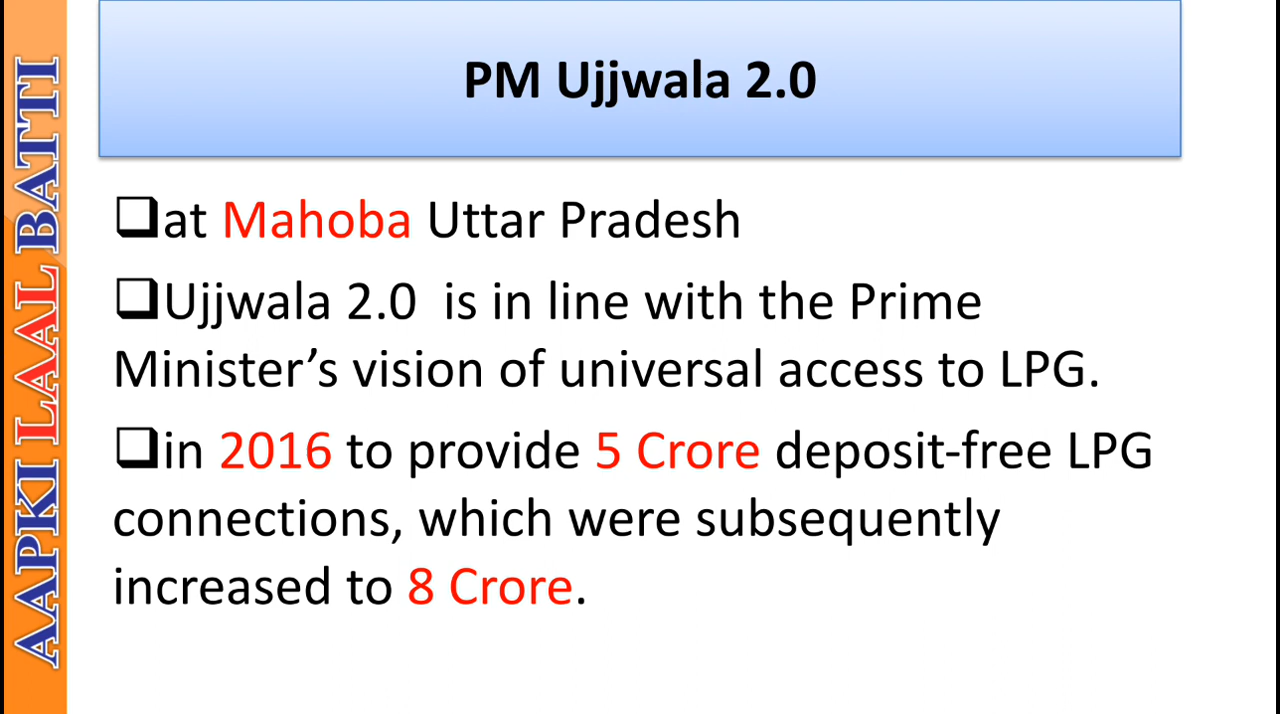 PM Ujjwala 2.0
❑at Mahoba Uttar Pradesh
❑Ujjwala 2.0 is in line with the Prime
Minister’s vision of universal access to LPG.
❑in 2016 to provide 5 Crore deposit-free LPG
connections, which were subsequently
increased to 8 Crore.
AAPKI LAAL BATTI